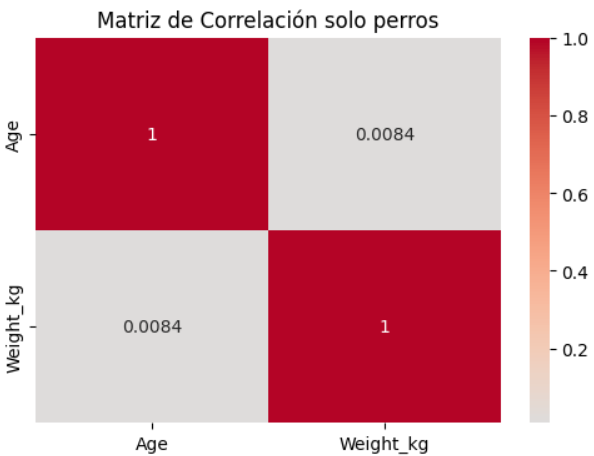 Matriz de Correlación solo perros
Age
1
0.0084
Weight_kg
0.0084
1
Age
Weight_kg
1.0
0.8
0.6
0.4
0.2